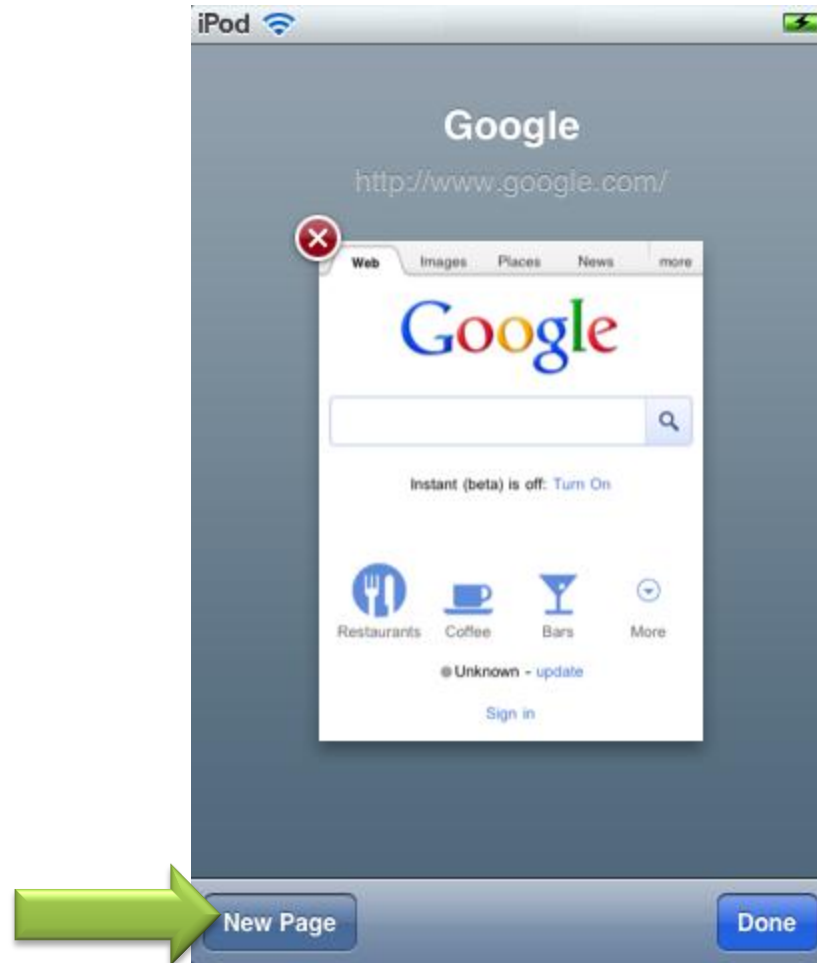 iPod
Google
http://www.google.com/
Web Images Places News more
Google
Instant (beta) is off: Turn On
Restaurants Coffee Bars More
Unknown - update
Sign in
New Page Done